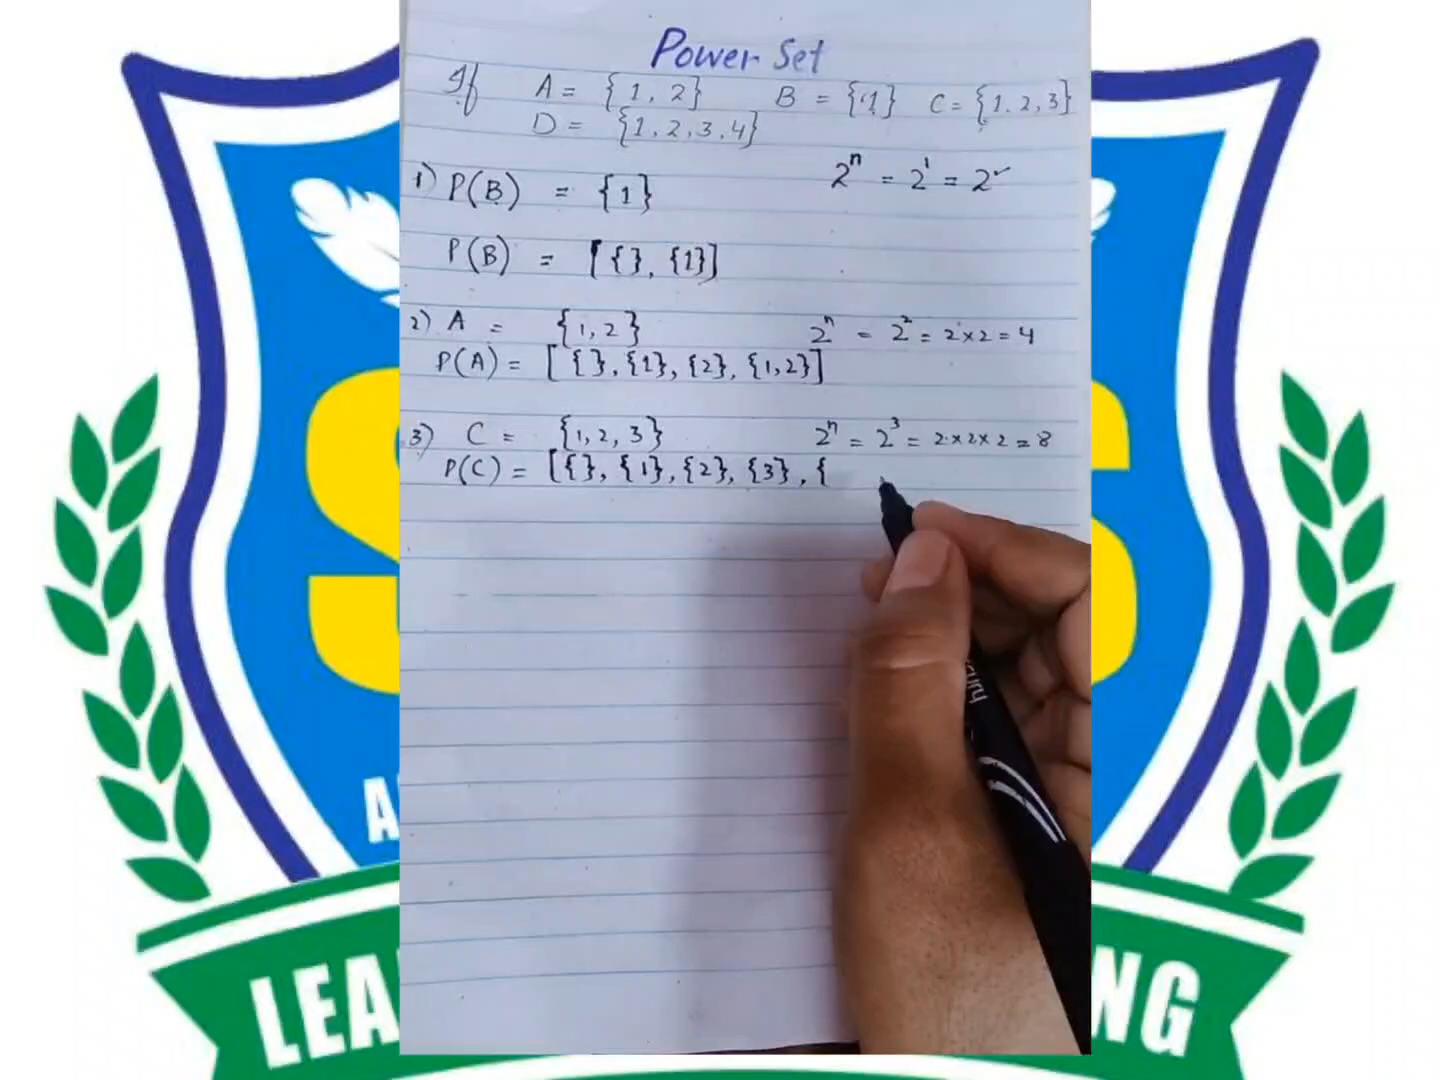 Power Set
If A = {1, 2} B = {1} C = {1.2,3}
D = {1,2,3.4}
1) P(B) = {1} 2ⁿ = 2¹ = 2
P(B) = [{}, {1}]
2) A = {1, 2} 2ⁿ = 2² = 2×2 = 4
P(A) = [{}, {1}, {2}, {1,2}]
3) C = {1, 2, 3} 2ⁿ = 2³ = 2×2×2 = 8
P(C) = [{}, {1}, {2}, {3}, {
S
A
LEA
NG